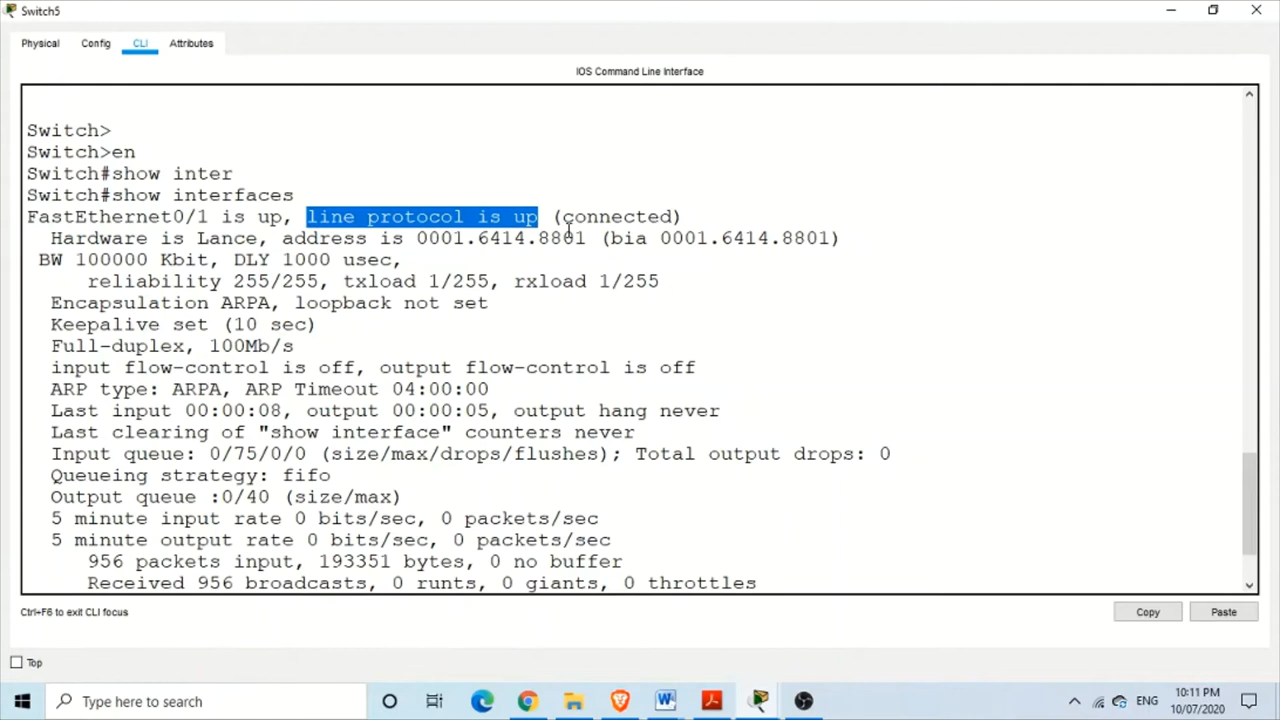 Switch5
Physical Config CLI Attributes
IOS Command Line Interface
Switch>
Switch>en
Switch#show inter
Switch#show interfaces
FastEthernet0/1 is up, line protocol is up (connected)
Hardware is Lance, address is 0001.6414.8801 (bia 0001.6414.8801)
BW 100000 Kbit, DLY 1000 usec,
reliability 255/255, txload 1/255, rxload 1/255
Encapsulation ARPA, loopback not set
Keepalive set (10 sec)
Full-duplex, 100Mb/s
input flow-control is off, output flow-control is off
ARP type: ARPA, ARP Timeout 04:00:00
Last input 00:00:08, output 00:00:05, output hang never
Last clearing of "show interface" counters never
Input queue: 0/75/0/0 (size/max/drops/flushes); Total output drops: 0
Queueing strategy: fifo
Output queue :0/40 (size/max)
5 minute input rate 0 bits/sec, 0 packets/sec
5 minute output rate 0 bits/sec, 0 packets/sec
956 packets input, 193351 bytes, 0 no buffer
Received 956 broadcasts, 0 runts, 0 giants, 0 throttles
Ctrl+F6 to exit CLI focus
Copy Paste
Top
Type here to search
ENG
10:11 PM
10/07/2020